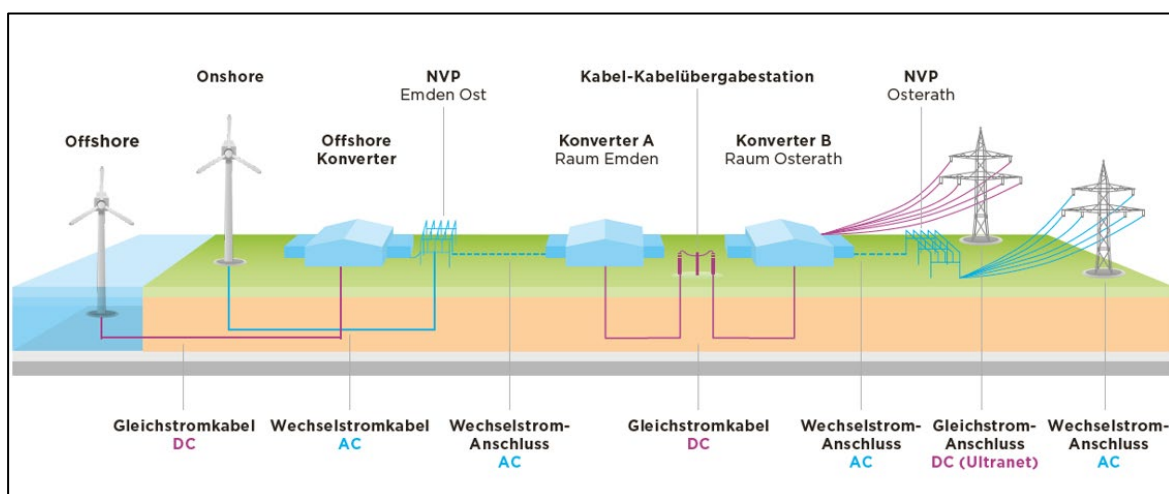 Offshore
Onshore
Offshore
Konverter
NVP
Emden Ost
Konverter A
Raum Emden
Kabel-Kabelübergabestation
Konverter B
Raum Osterath
NVP
Osterath
Gleichstromkabel
DC
Wechselstromkabel
AC
Wechselstrom-
Anschluss
AC
Gleichstromkabel
DC
Wechselstrom-
Anschluss
AC
Gleichstrom-
Anschluss
DC (Ultranet)
Wechselstrom-
Anschluss
AC